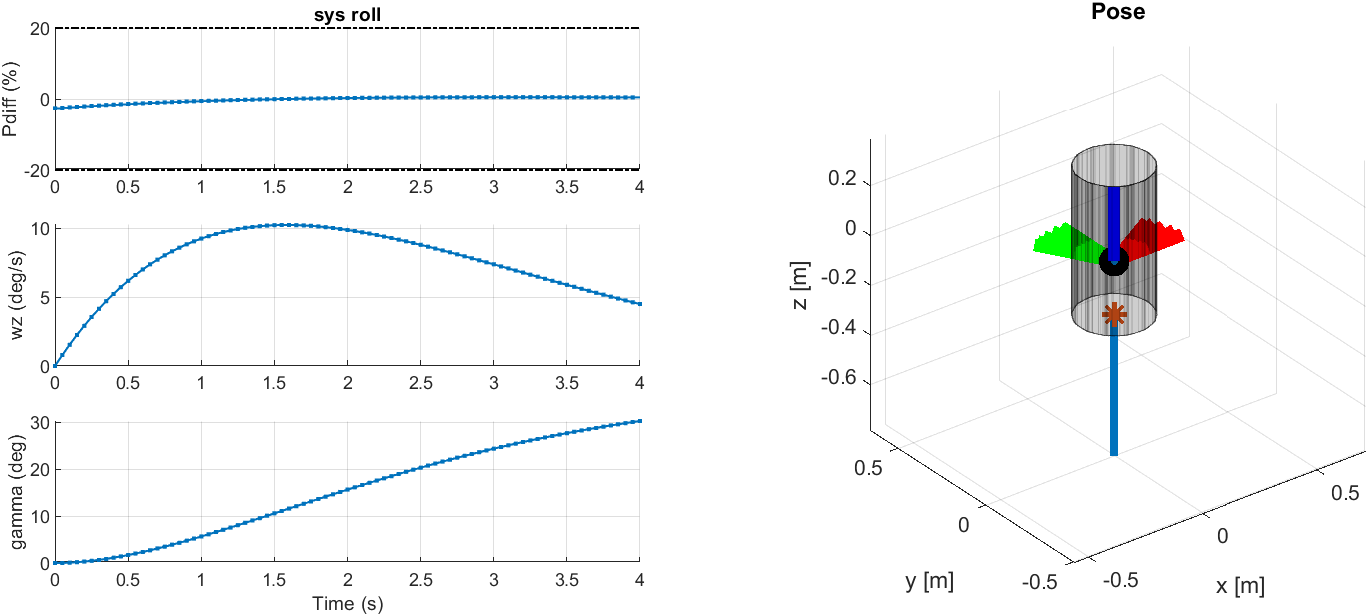 sys roll
Pdiff (%)
20
0
-20
0 0.5 1 1.5 2 2.5 3 3.5 4
wz (deg/s)
10
5
0
0 0.5 1 1.5 2 2.5 3 3.5 4
gamma (deg)
30
20
10
0
0 0.5 1 1.5 2 2.5 3 3.5 4
Time (s)
Pose
z [m]
0.2
0
-0.2
-0.4
-0.6
0.5
0
-0.5
y [m]
-0.5
0
0.5
x [m]